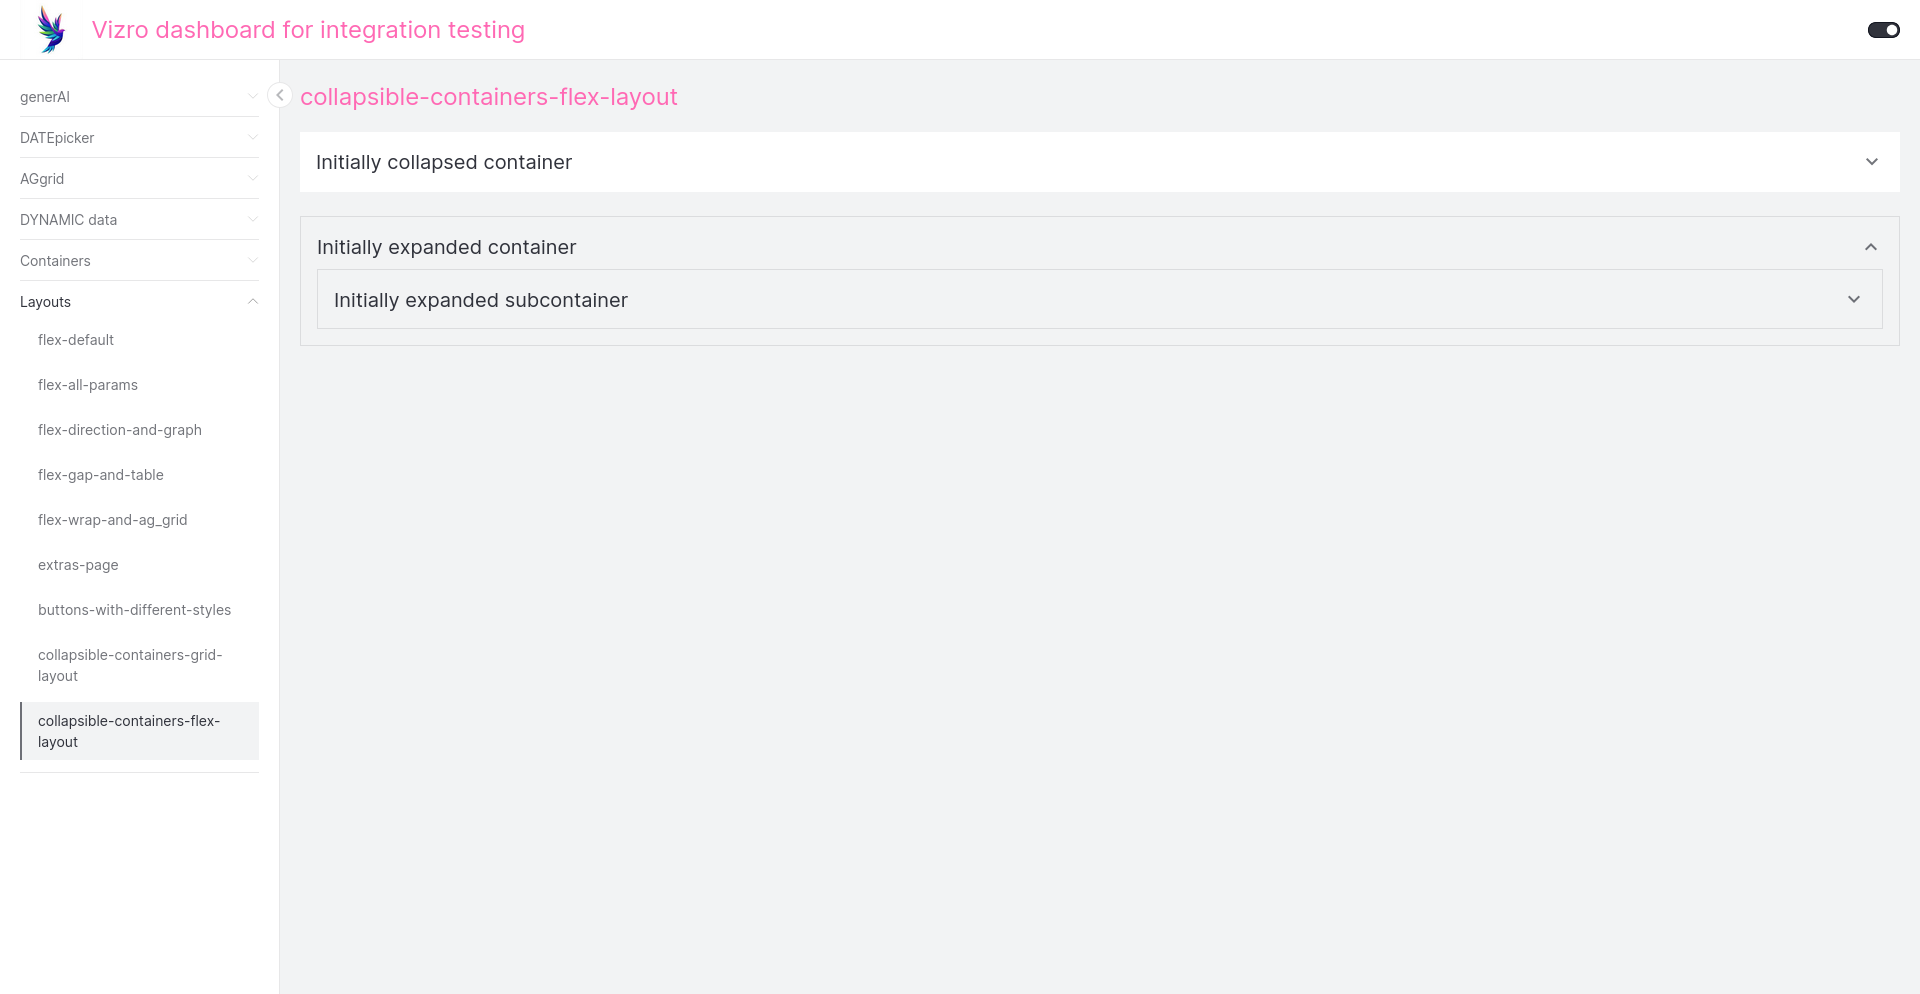 Vizro dashboard for integration testing
generAI
DATEpicker
AGgrid
DYNAMIC data
Containers
Layouts
flex-default
flex-all-params
flex-direction-and-graph
flex-gap-and-table
flex-wrap-and-ag_grid
extras-page
buttons-with-different-styles
collapsible-containers-grid-
layout
collapsible-containers-flex-
layout
collapsible-containers-flex-layout
Initially collapsed container
Initially expanded container
Initially expanded subcontainer